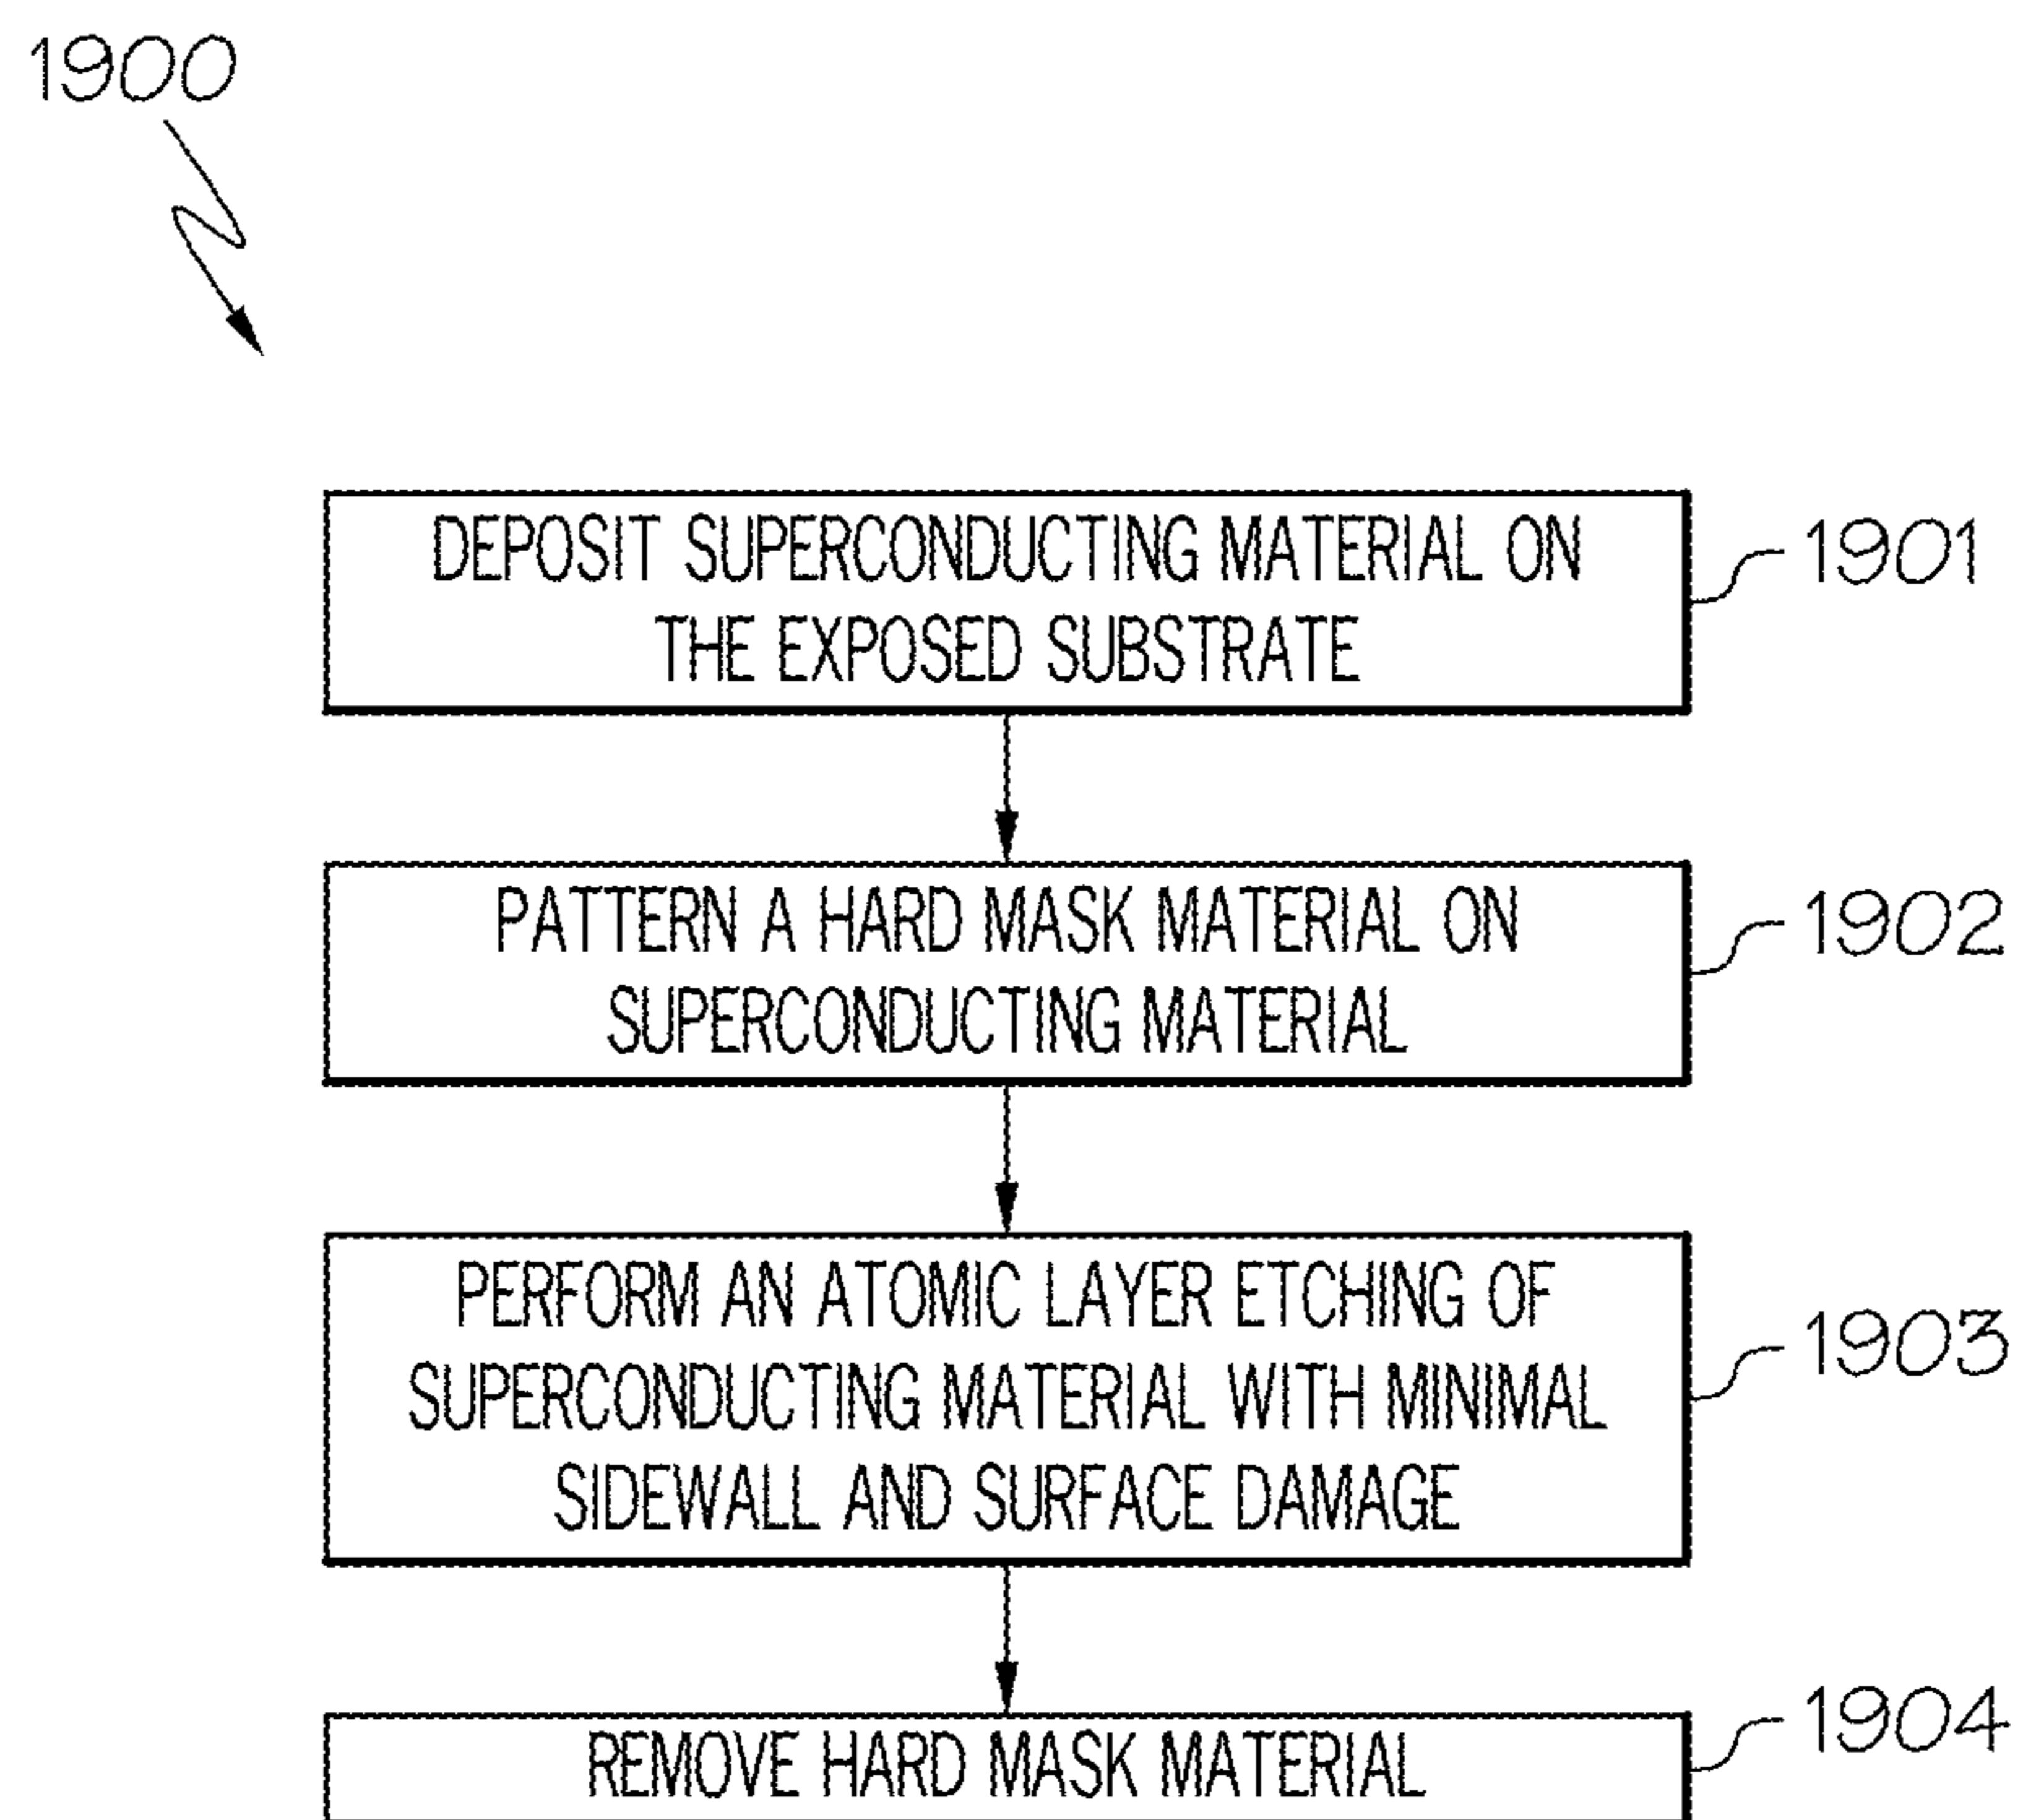 1900
DEPOSIT SUPERCONDUCTING MATERIAL ON
THE EXPOSED SUBSTRATE
1901
PATTERN A HARD MASK MATERIAL ON
SUPERCONDUCTING MATERIAL
1902
PERFORM AN ATOMIC LAYER ETCHING OF
SUPERCONDUCTING MATERIAL WITH MINIMAL
SIDEWALL AND SURFACE DAMAGE
1903
REMOVE HARD MASK MATERIAL
1904